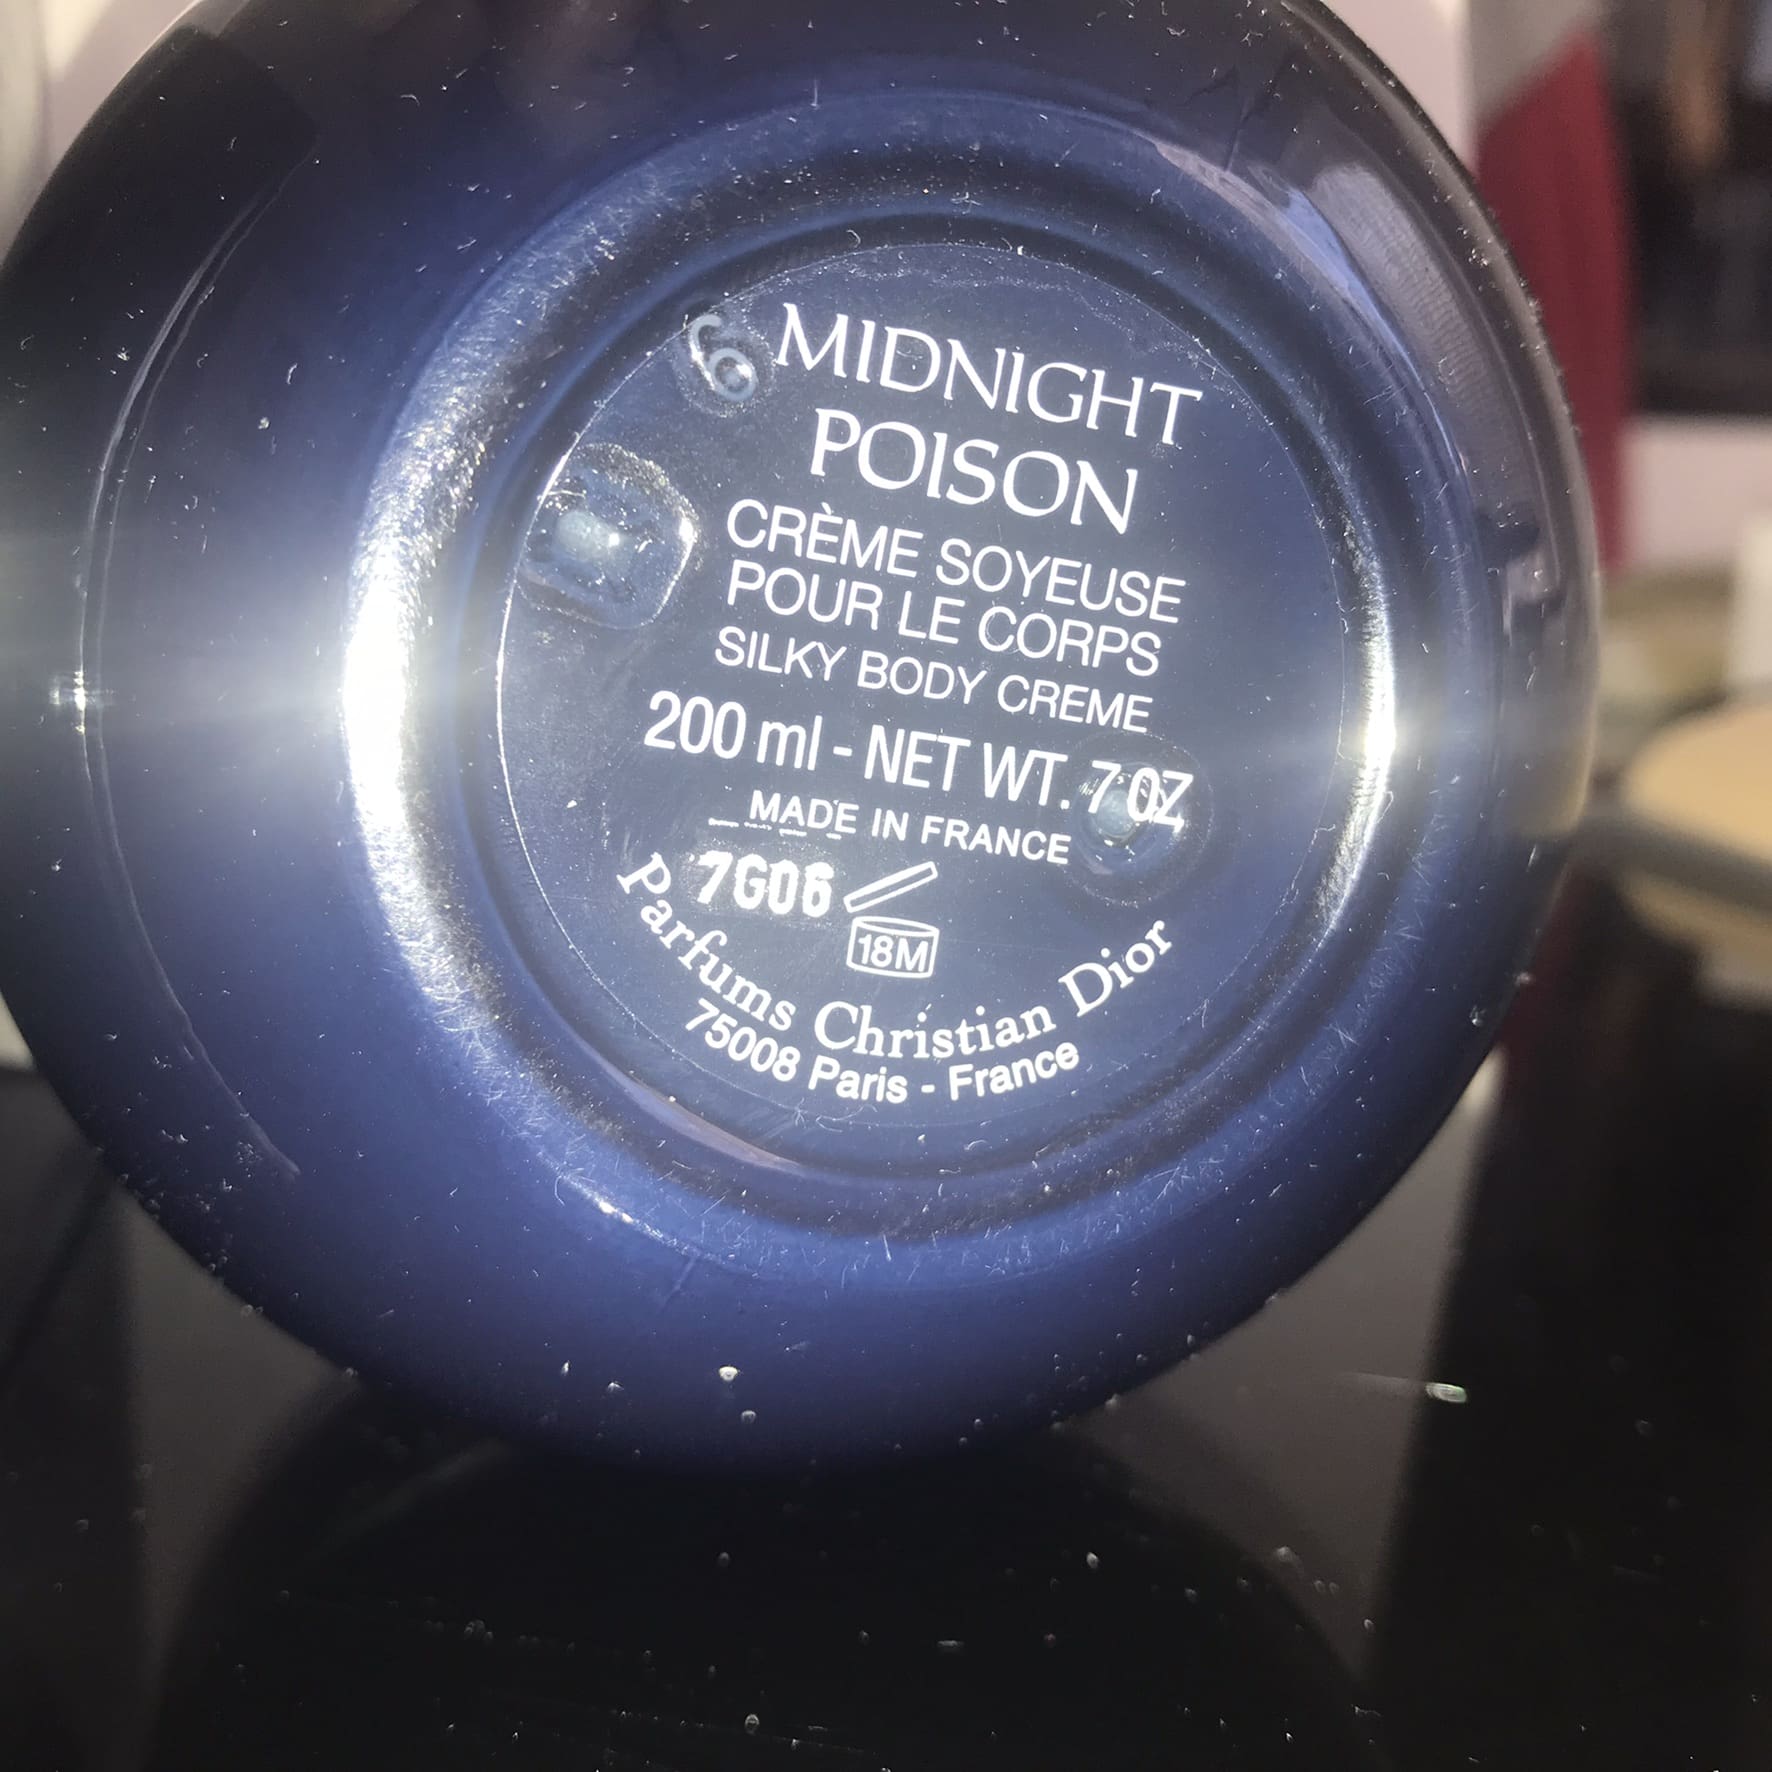 6
MIDNIGHT
POISON
CRÈME SOYEUSE
POUR LE CORPS
SILKY BODY CREME
200 ml - NET WT. 7 OZ
MADE IN FRANCE
7G06
18M
Parfums Christian Dior
75008 Paris - France